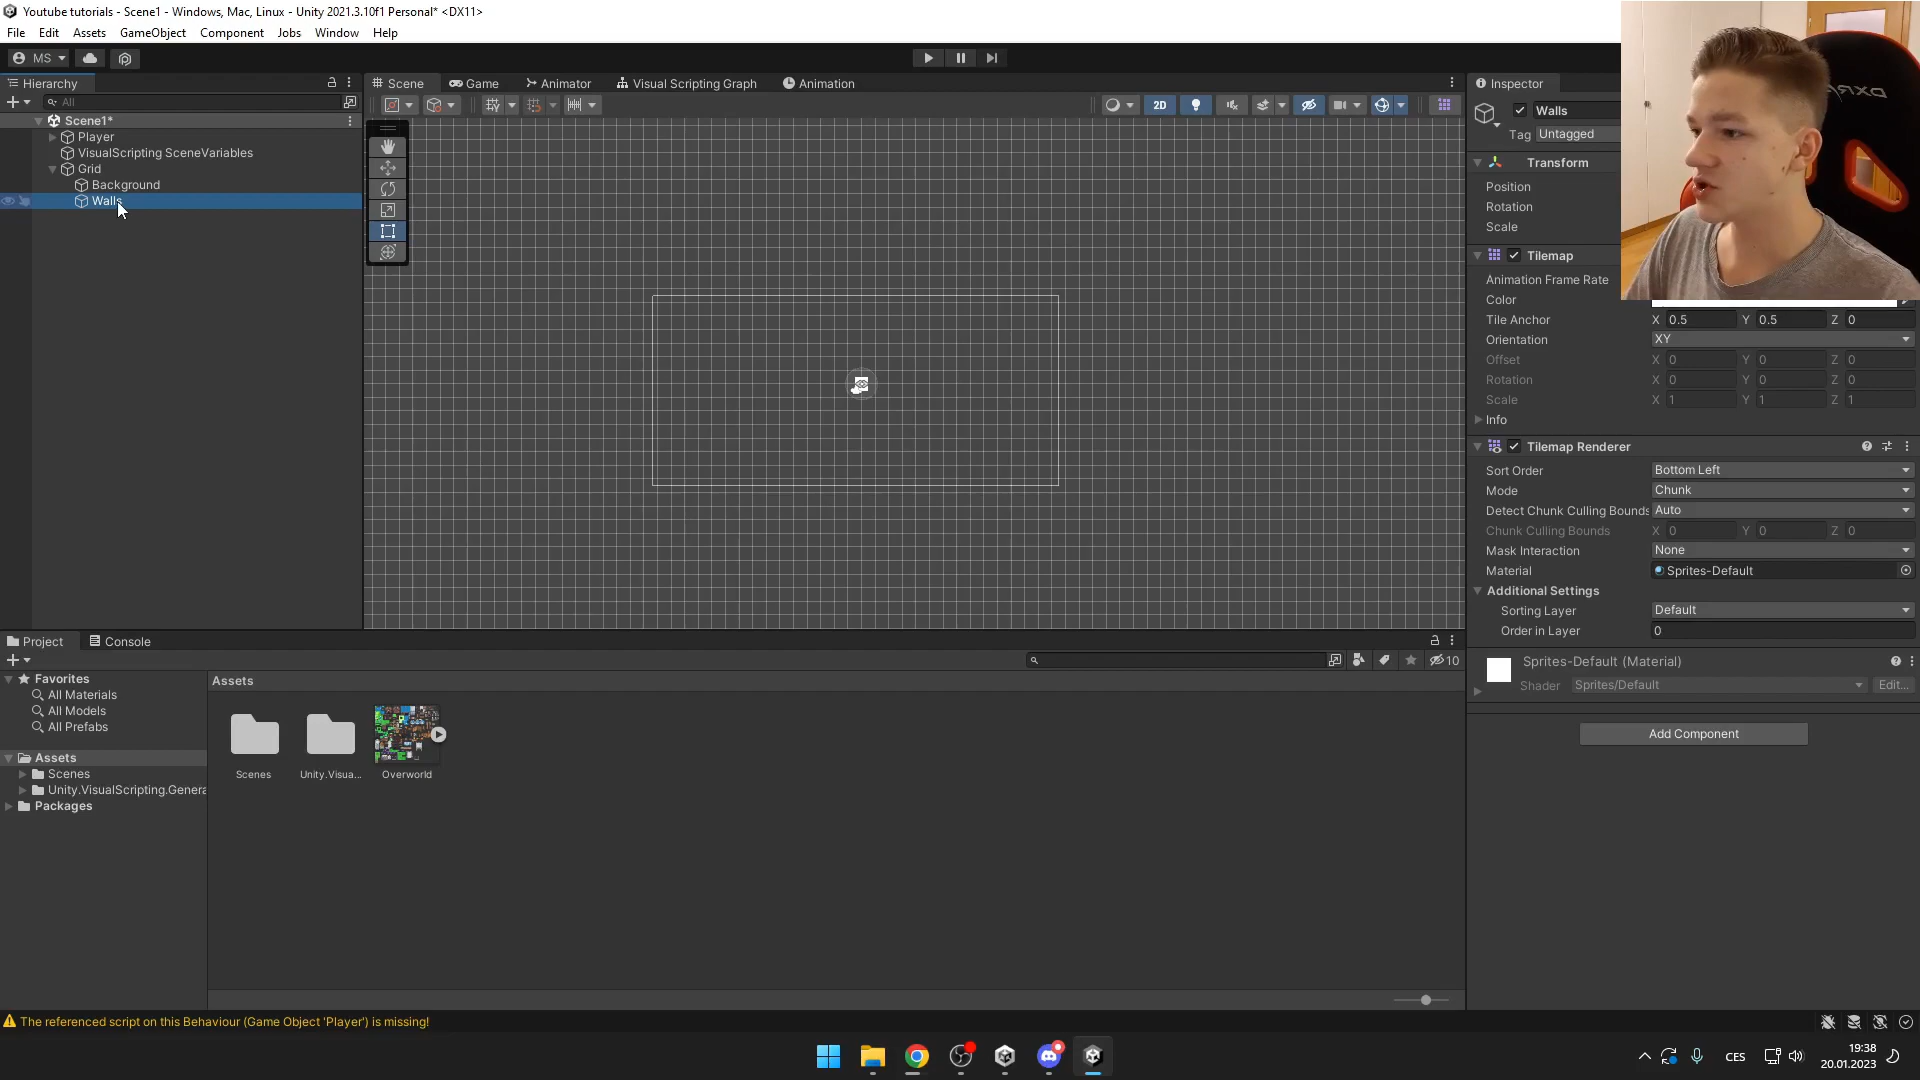 Youtube tutorials - Scene1 - Windows, Mac, Linux - Unity 2021.3.10f1 Personal* <DX11>
File Edit Assets GameObject Component Jobs Window Help
MS
Hierarchy
All
Scene1*
Player
VisualScripting SceneVariables
Grid
Background
Walls
Scene Game Animator Visual Scripting Graph Animation
2D
Inspector
Walls
Tag Untagged
Transform
Position
Rotation
Scale
Tilemap
Animation Frame Rate
Color
Tile Anchor X 0.5 Y 0.5 Z 0
Orientation XY
Offset X 0 Y 0 Z 0
Rotation X 0 Y 0 Z 0
Scale X 1 Y 1 Z 1
Info
Tilemap Renderer
Sort Order Bottom Left
Mode Chunk
Detect Chunk Culling Bounds Auto
Chunk Culling Bounds X 0 Y 0 Z 0
Mask Interaction None
Material Sprites-Default
Additional Settings
Sorting Layer Default
Order in Layer 0
Sprites-Default (Material)
Shader Sprites/Default Edit...
Add Component
Project Console
10
Favorites
All Materials
All Models
All Prefabs
Assets
Scenes
Unity.VisualScripting.Genera
Packages
Assets
Scenes Unity.Visua... Overworld
The referenced script on this Behaviour (Game Object 'Player') is missing!
CES
19:38
20.01.2023